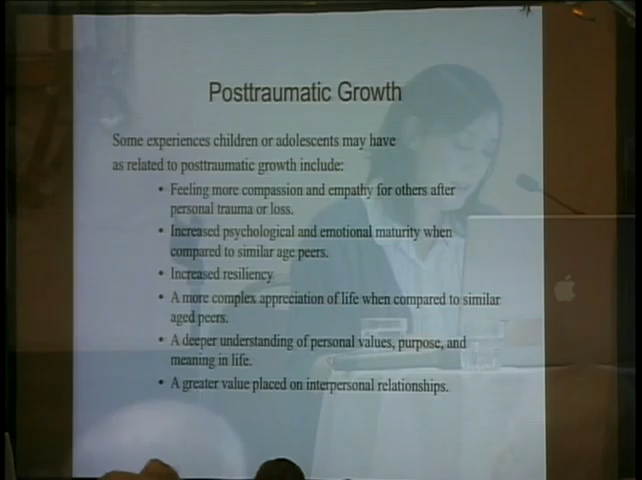 Posttraumatic Growth
Some experiences children or adolescents may have
as related to posttraumatic growth include:
• Feeling more compassion and empathy for others after
personal trauma or loss.
• Increased psychological and emotional maturity when
compared to similar age peers.
• Increased resiliency
• A more complex appreciation of life when compared to similar
aged peers.
• A deeper understanding of personal values, purpose, and
meaning in life.
• A greater value placed on interpersonal relationships.